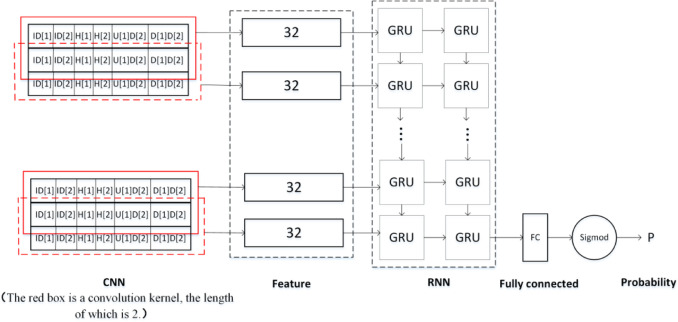 ID[1] ID[2] H[1] H[2] U[1]D[2] D[1]D[2]
ID[1] ID[2] H[1] H[2] U[1]D[2] D[1]D[2]
ID[1] ID[2] H[1] H[2] U[1]D[2] D[1]D[2]
32
32
GRU GRU
GRU GRU
ID[1] ID[2] H[1] H[2] U[1]D[2] D[1]D[2]
ID[1] ID[2] H[1] H[2] U[1]D[2] D[1]D[2]
ID[1] ID[2] H[1] H[2] U[1]D[2] D[1]D[2]
32
32
GRU GRU
GRU GRU
FC
Sigmod
P
CNN
(The red box is a convolution kernel, the length
of which is 2.)
Feature
RNN
Fully connected
Probability